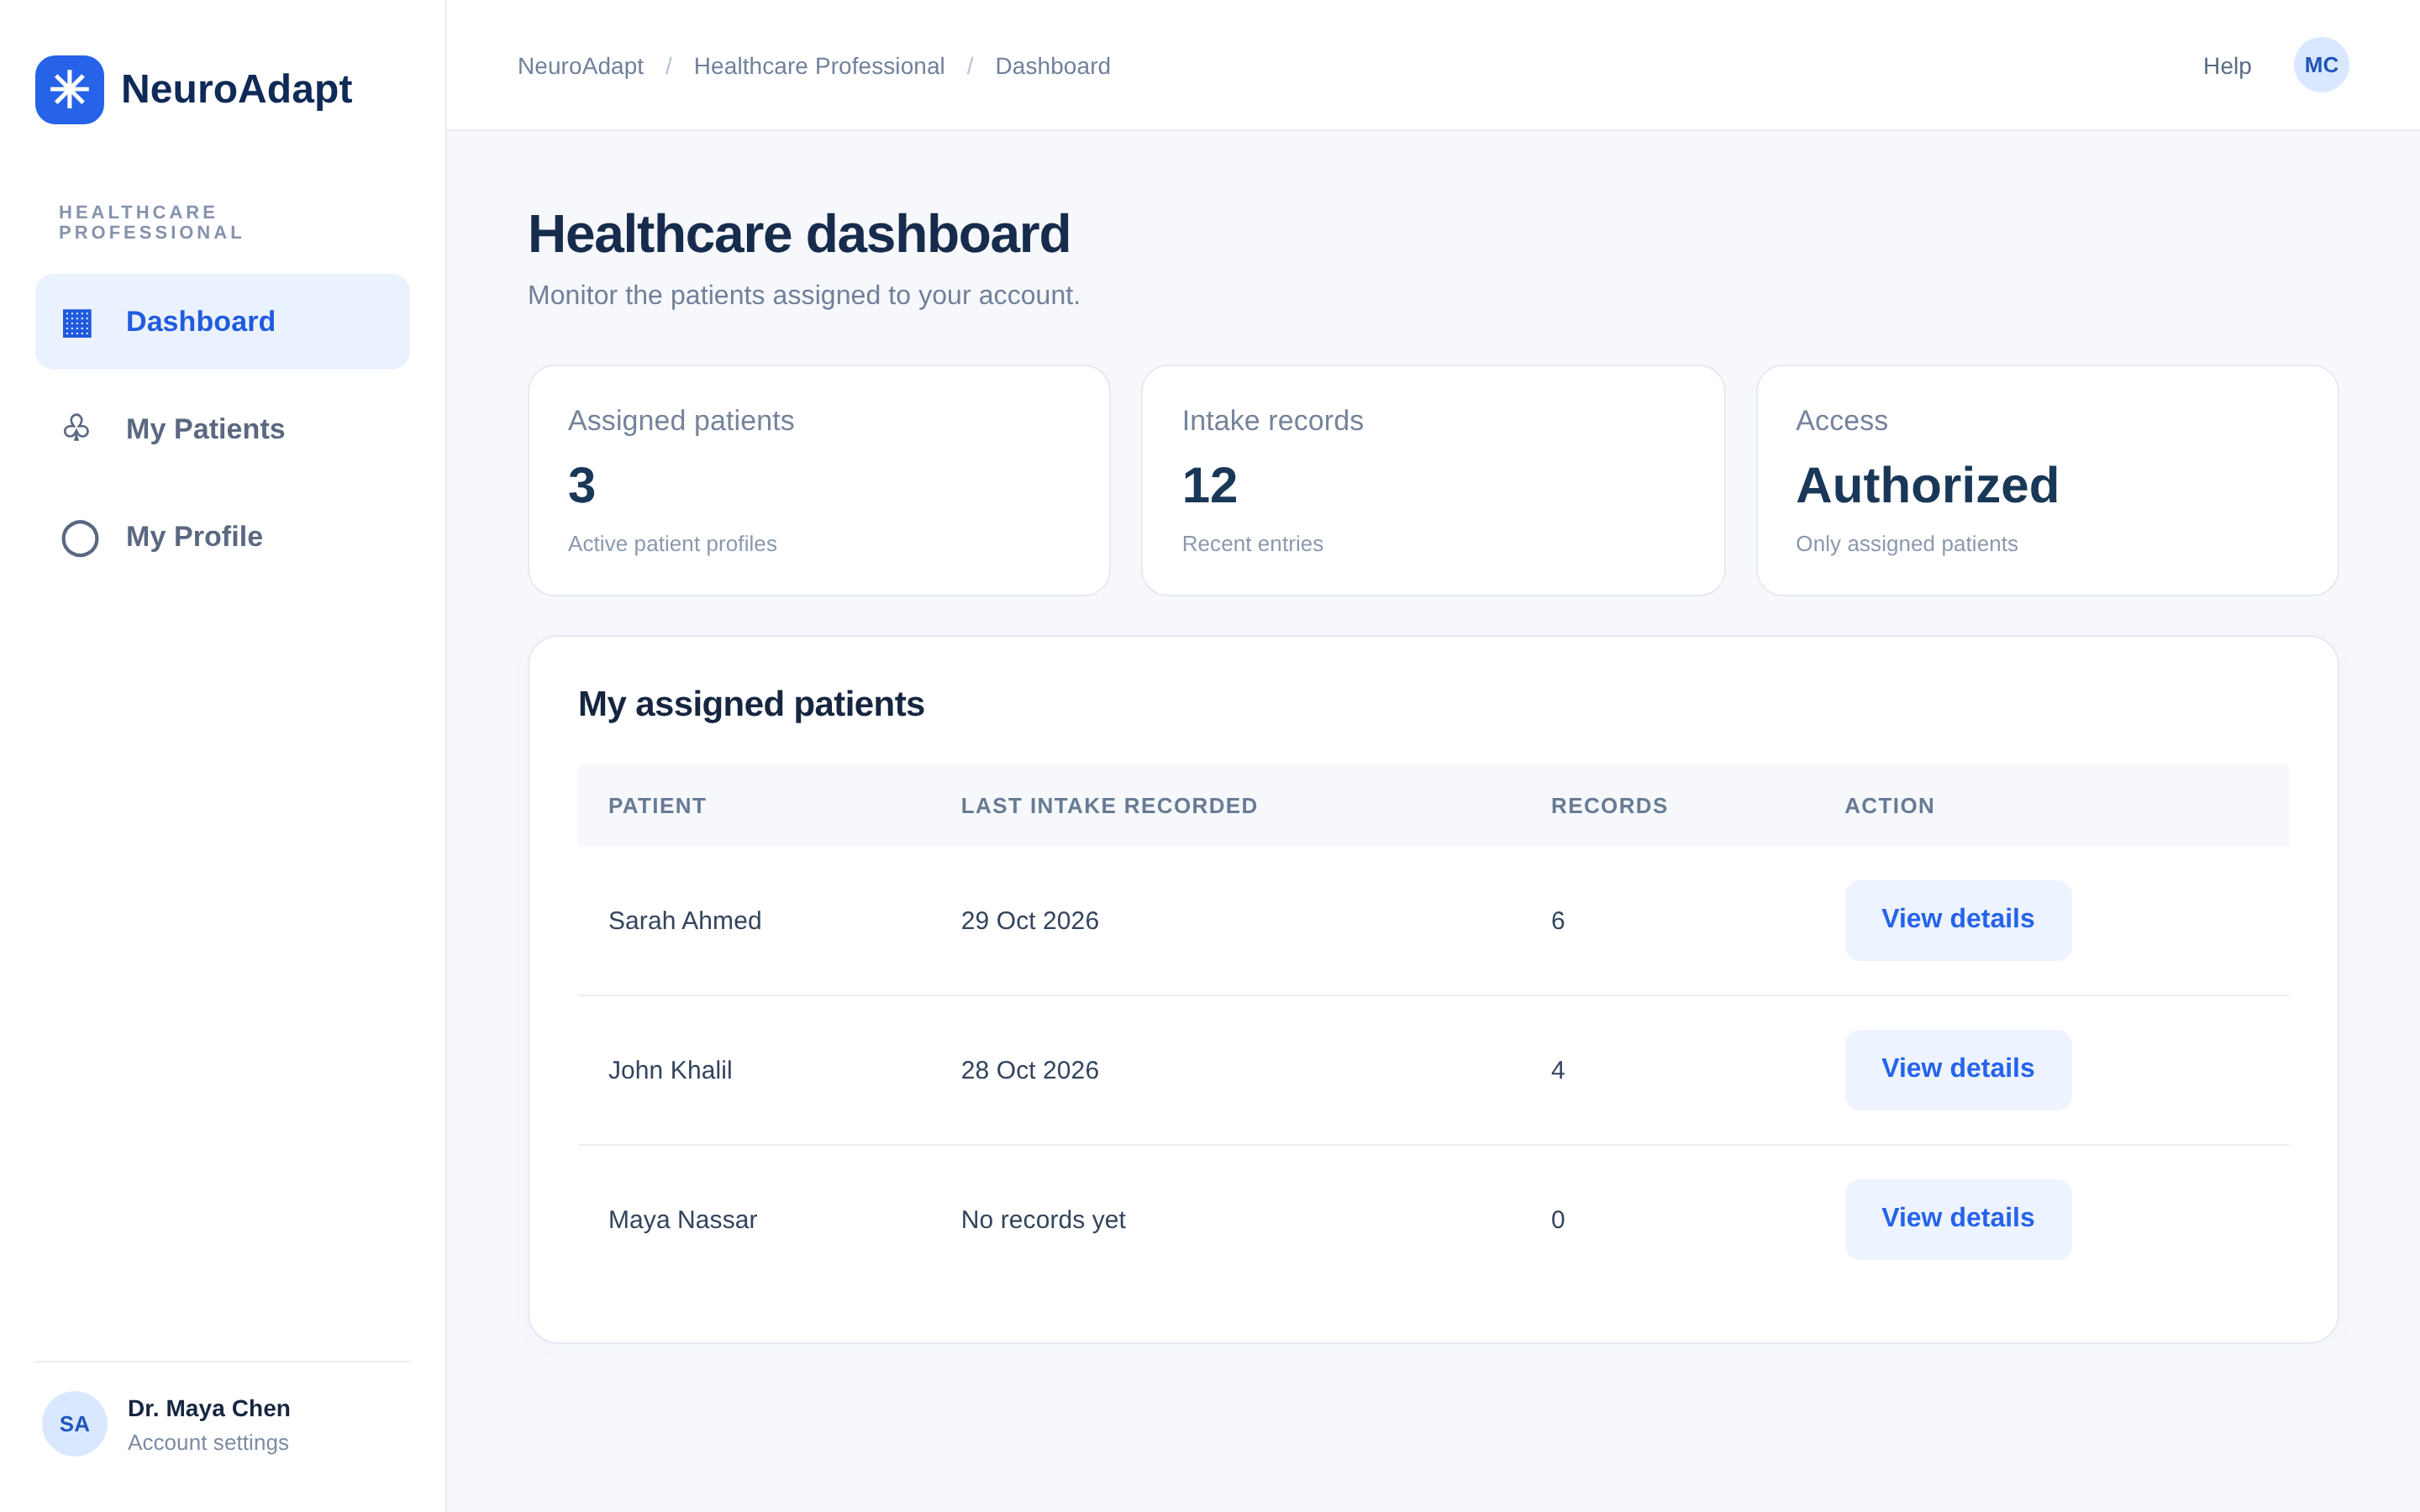 NeuroAdapt
HEALTHCARE
PROFESSIONAL
Dashboard
My Patients
My Profile
SA
Dr. Maya Chen
Account settings
NeuroAdapt / Healthcare Professional / Dashboard
Help
MC
Healthcare dashboard
Monitor the patients assigned to your account.
Assigned patients
3
Active patient profiles
Intake records
12
Recent entries
Access
Authorized
Only assigned patients
My assigned patients
PATIENT LAST INTAKE RECORDED RECORDS ACTION
Sarah Ahmed 29 Oct 2026 6 View details
John Khalil 28 Oct 2026 4 View details
Maya Nassar No records yet 0 View details